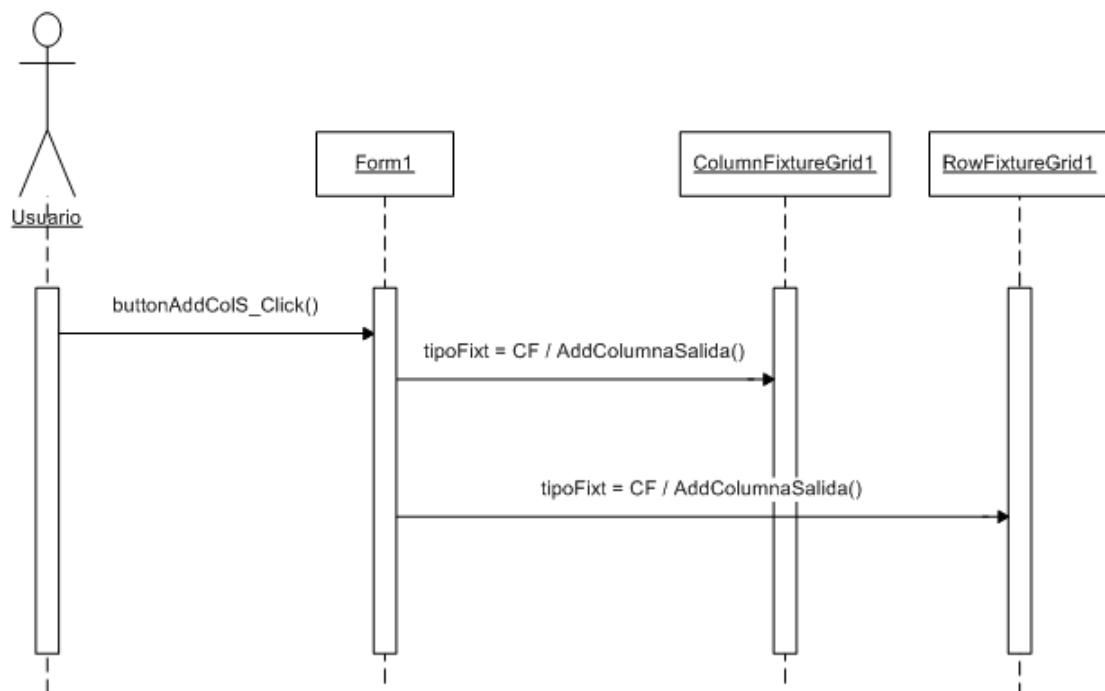 Usuario
Form1
ColumnFixtureGrid1
RowFixtureGrid1
buttonAddColS_Click()
tipoFixt = CF / AddColumnaSalida()
tipoFixt = CF / AddColumnaSalida()